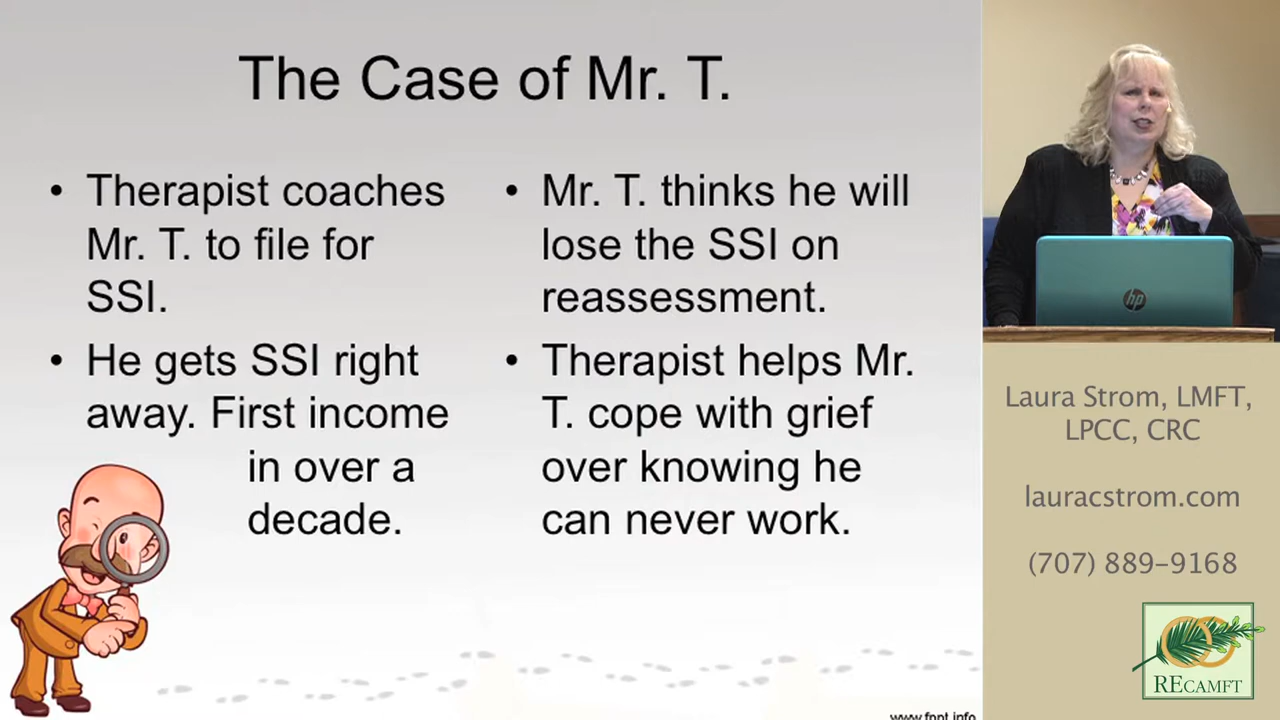 The Case of Mr. T.
• Therapist coaches
Mr. T. to file for
SSI.
• He gets SSI right
away. First income
in over a
decade.
• Mr. T. thinks he will
lose the SSI on
reassessment.
• Therapist helps Mr.
T. cope with grief
over knowing he
can never work.
www.fppt.info
hp
Laura Strom, LMFT,
LPCC, CRC
lauracstrom.com
(707) 889-9168
RECAMFT